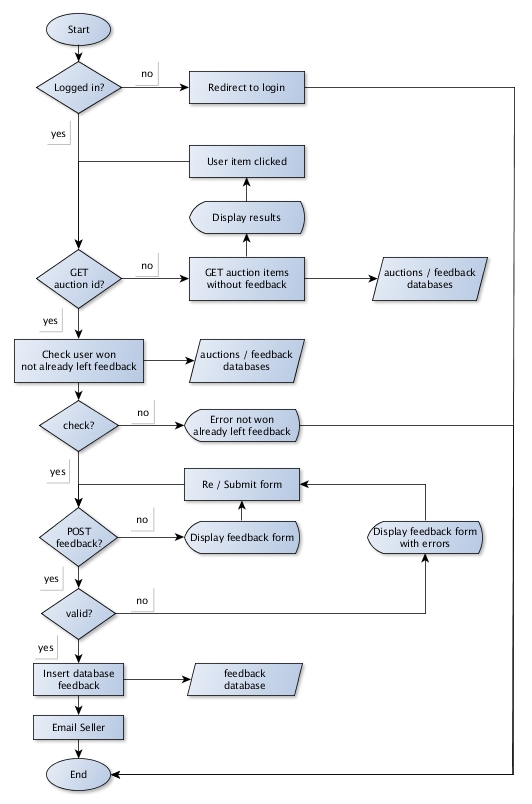 Start
Logged in?
no
Redirect to login
yes
User item clicked
Display results
GET
auction id?
no
GET auction items
without feedback
auctions / feedback
databases
yes
Check user won
not already left feedback
auctions / feedback
databases
check?
no
Error not won
already left feedback
yes
Re / Submit form
POST
feedback?
no
Display feedback form
Display feedback form
with errors
yes
valid?
no
yes
Insert database
feedback
feedback
database
Email Seller
End